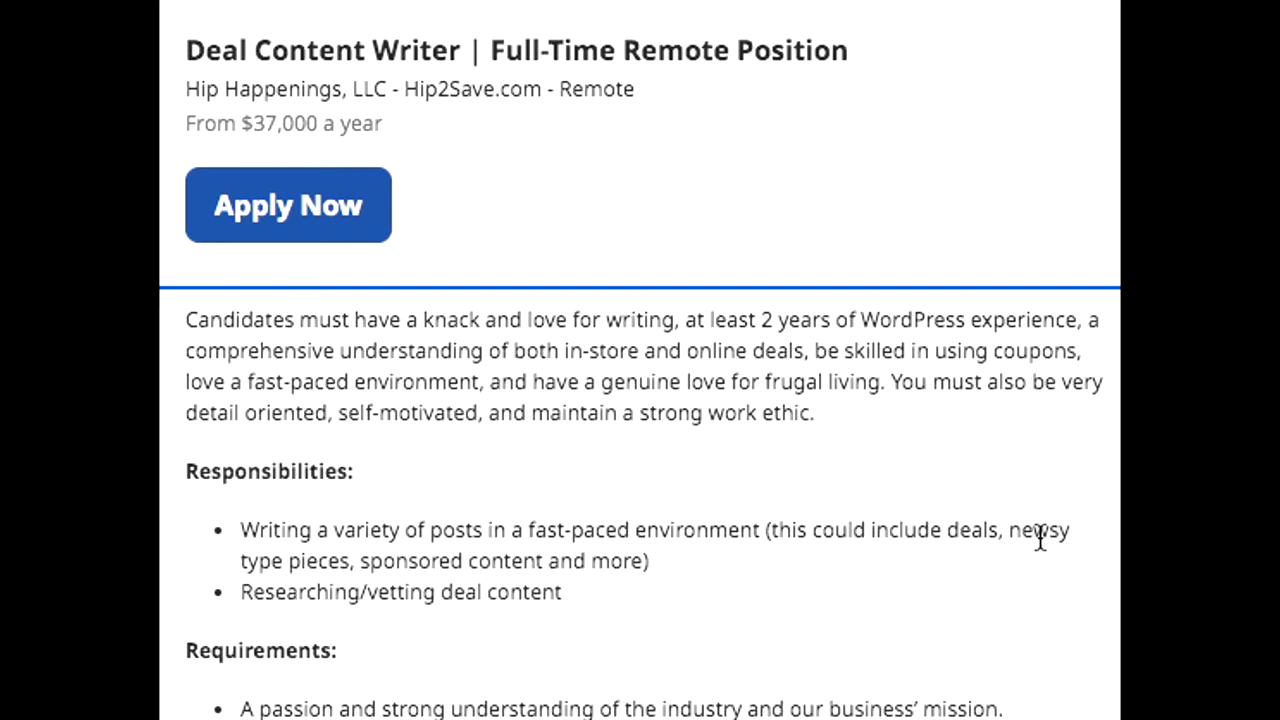 Deal Content Writer | Full-Time Remote Position
Hip Happenings, LLC - Hip2Save.com - Remote
From $37,000 a year
Apply Now
Candidates must have a knack and love for writing, at least 2 years of WordPress experience, a
comprehensive understanding of both in-store and online deals, be skilled in using coupons,
love a fast-paced environment, and have a genuine love for frugal living. You must also be very
detail oriented, self-motivated, and maintain a strong work ethic.
Responsibilities:
• Writing a variety of posts in a fast-paced environment (this could include deals, newsy
type pieces, sponsored content and more)
• Researching/vetting deal content
Requirements:
• A passion and strong understanding of the industry and our business’ mission.